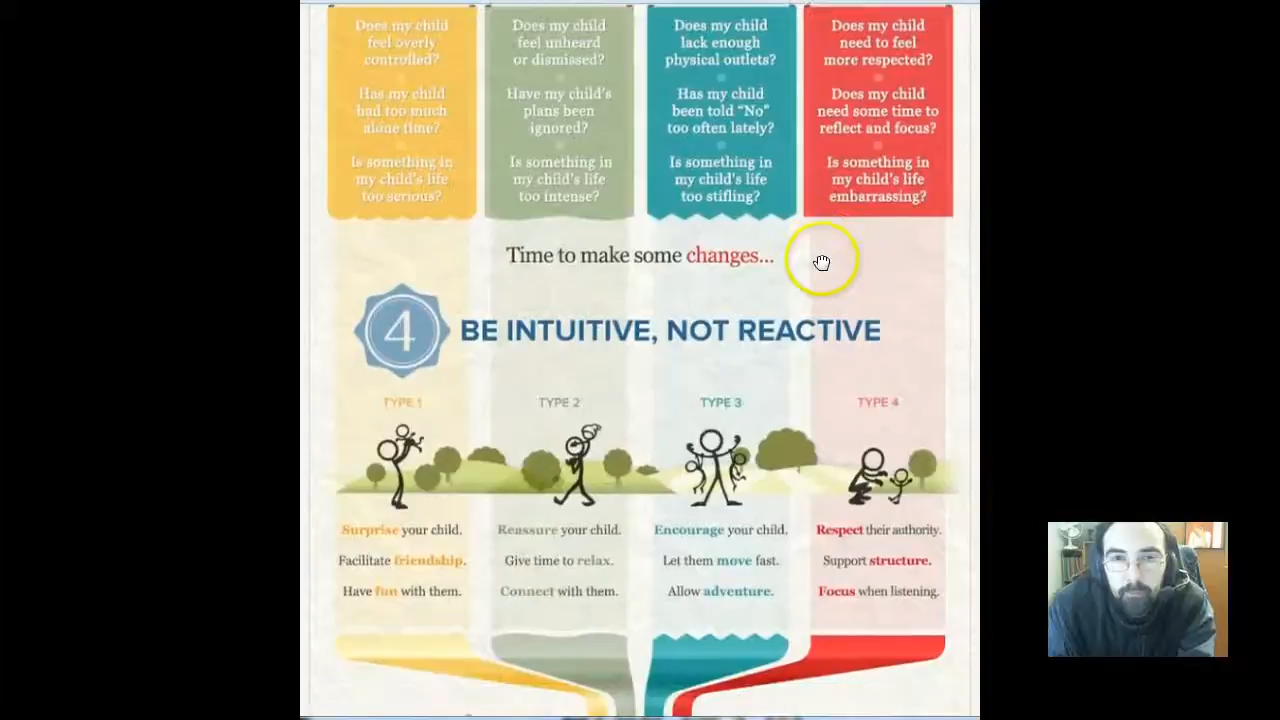 Does my child
feel overly
controlled?
Has my child
had too much
alone time?
Is something in
my child's life
too serious?
Does my child
feel unheard
or dismissed?
Have my child's
plans been
ignored?
Is something in
my child's life
too intense?
Does my child
lack enough
physical outlets?
Has my child
been told “No”
too often lately?
Is something in
my child's life
too stifling?
Does my child
need to feel
more respected?
Does my child
need some time to
reflect and focus?
Is something in
my child's life
embarrassing?
Time to make some changes...
4 BE INTUITIVE, NOT REACTIVE
TYPE 1
Surprise your child.
Facilitate friendship.
Have fun with them.
TYPE 2
Reassure your child.
Give time to relax.
Connect with them.
TYPE 3
Encourage your child.
Let them move fast.
Allow adventure.
TYPE 4
Respect their authority.
Support structure.
Focus when listening.